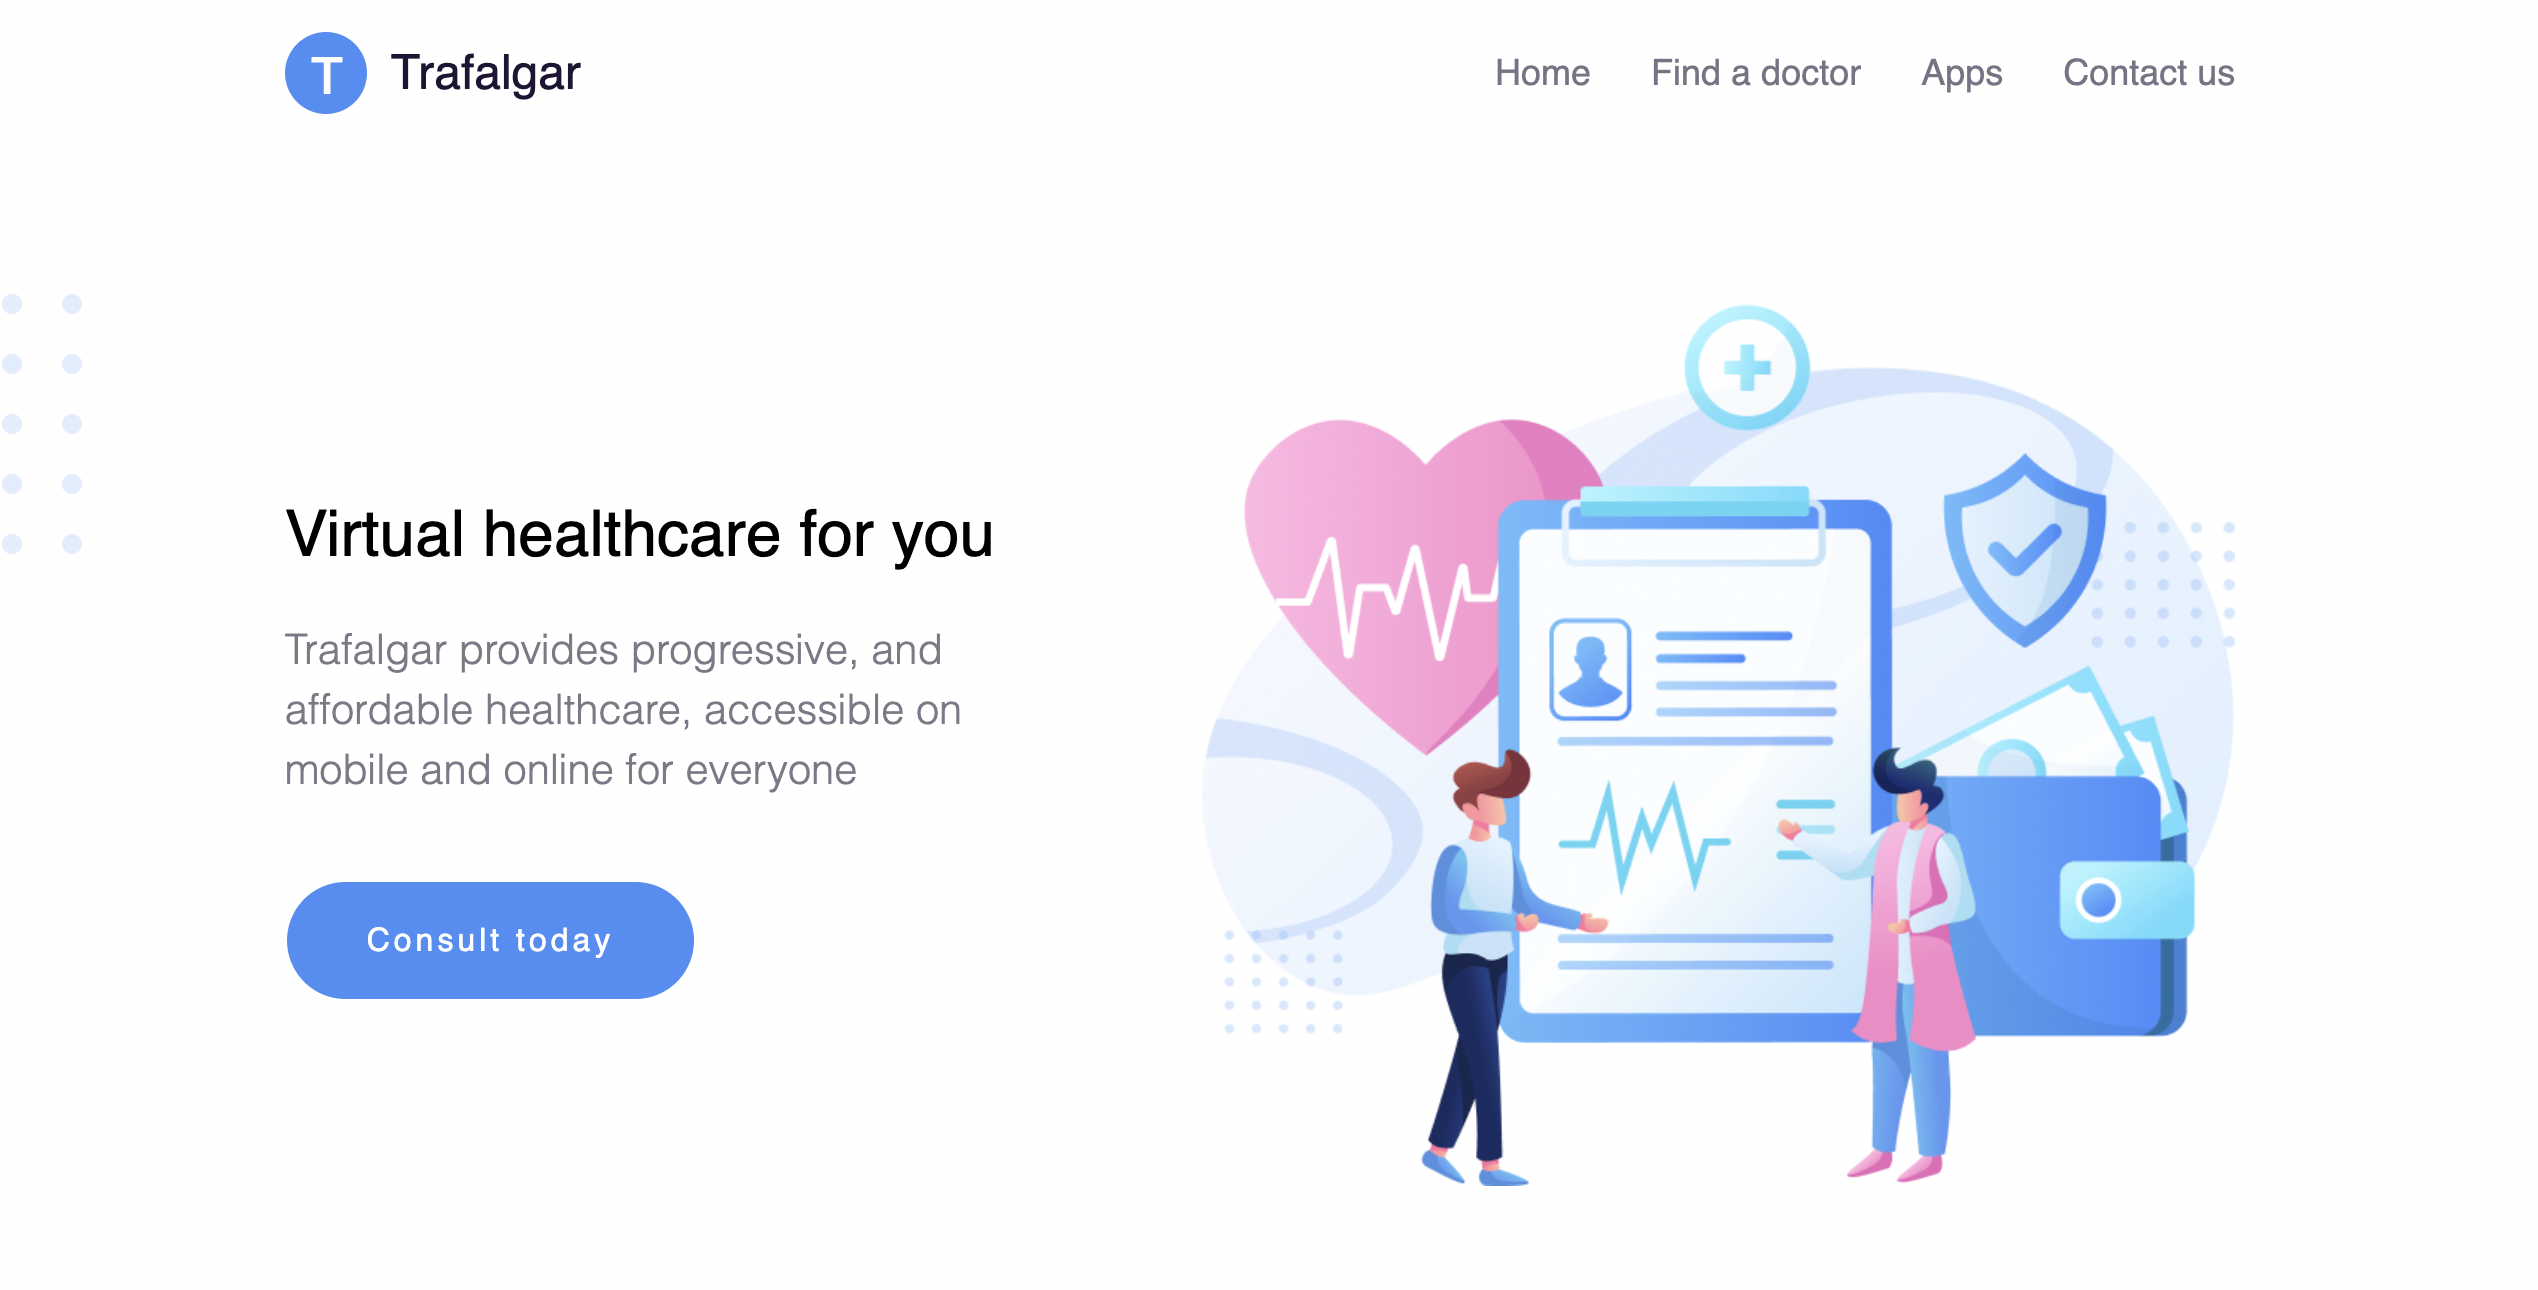 T Trafalgar
Home Find a doctor Apps Contact us
Virtual healthcare for you
Trafalgar provides progressive, and
affordable healthcare, accessible on
mobile and online for everyone
Consult today